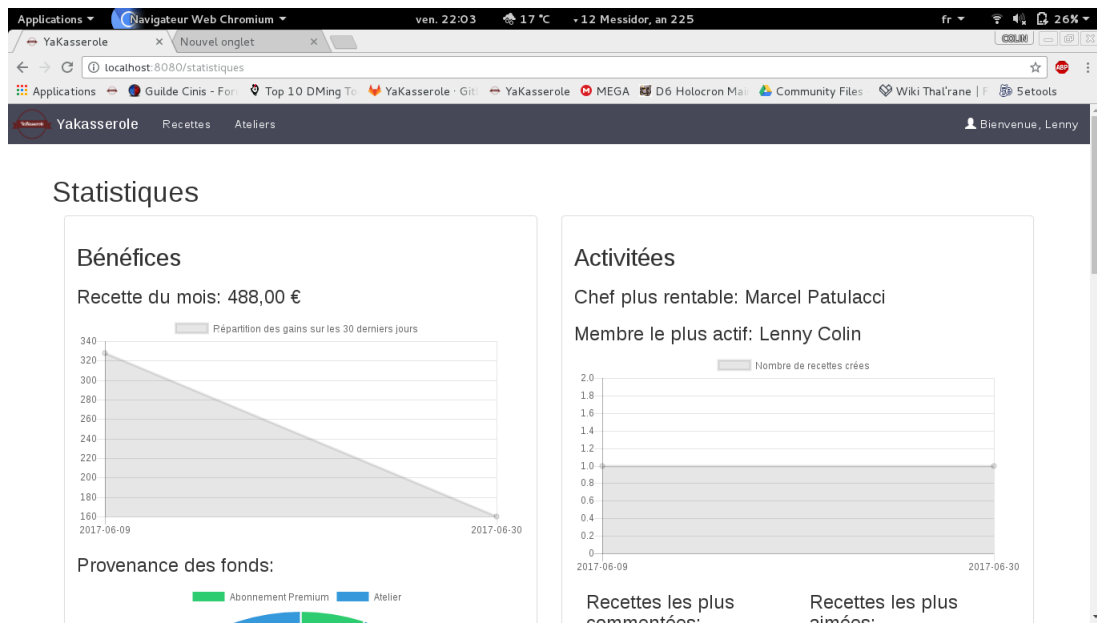 Applications Navigateur Web Chromium ven. 22:03 17 °C 12 Messidor, an 225 fr 26%
YaKasserole × Nouvel onglet × COLIN
localhost:8080/statistiques ABP
Applications Guilde Cinis - For Top 10 DMing To YaKasserole · Git YaKasserole MEGA D6 Holocron Mai Community Files Wiki Thal'rane | F 5etools
Yakasserole Recettes Ateliers Bienvenue, Lenny
Statistiques
Bénéfices
Recette du mois: 488,00 €
Répartition des gains sur les 30 derniers jours
340
320
300
280
260
240
220
200
180
160
2017-06-09 2017-06-30
Provenance des fonds:
Abonnement Premium Atelier
Activitées
Chef plus rentable: Marcel Patulacci
Membre le plus actif: Lenny Colin
Nombre de recettes crées
2.0
1.8
1.6
1.4
1.2
1.0
0.8
0.6
0.4
0.2
0
2017-06-09 2017-06-30
Recettes les plus
commentées:
Recettes les plus
aimées: